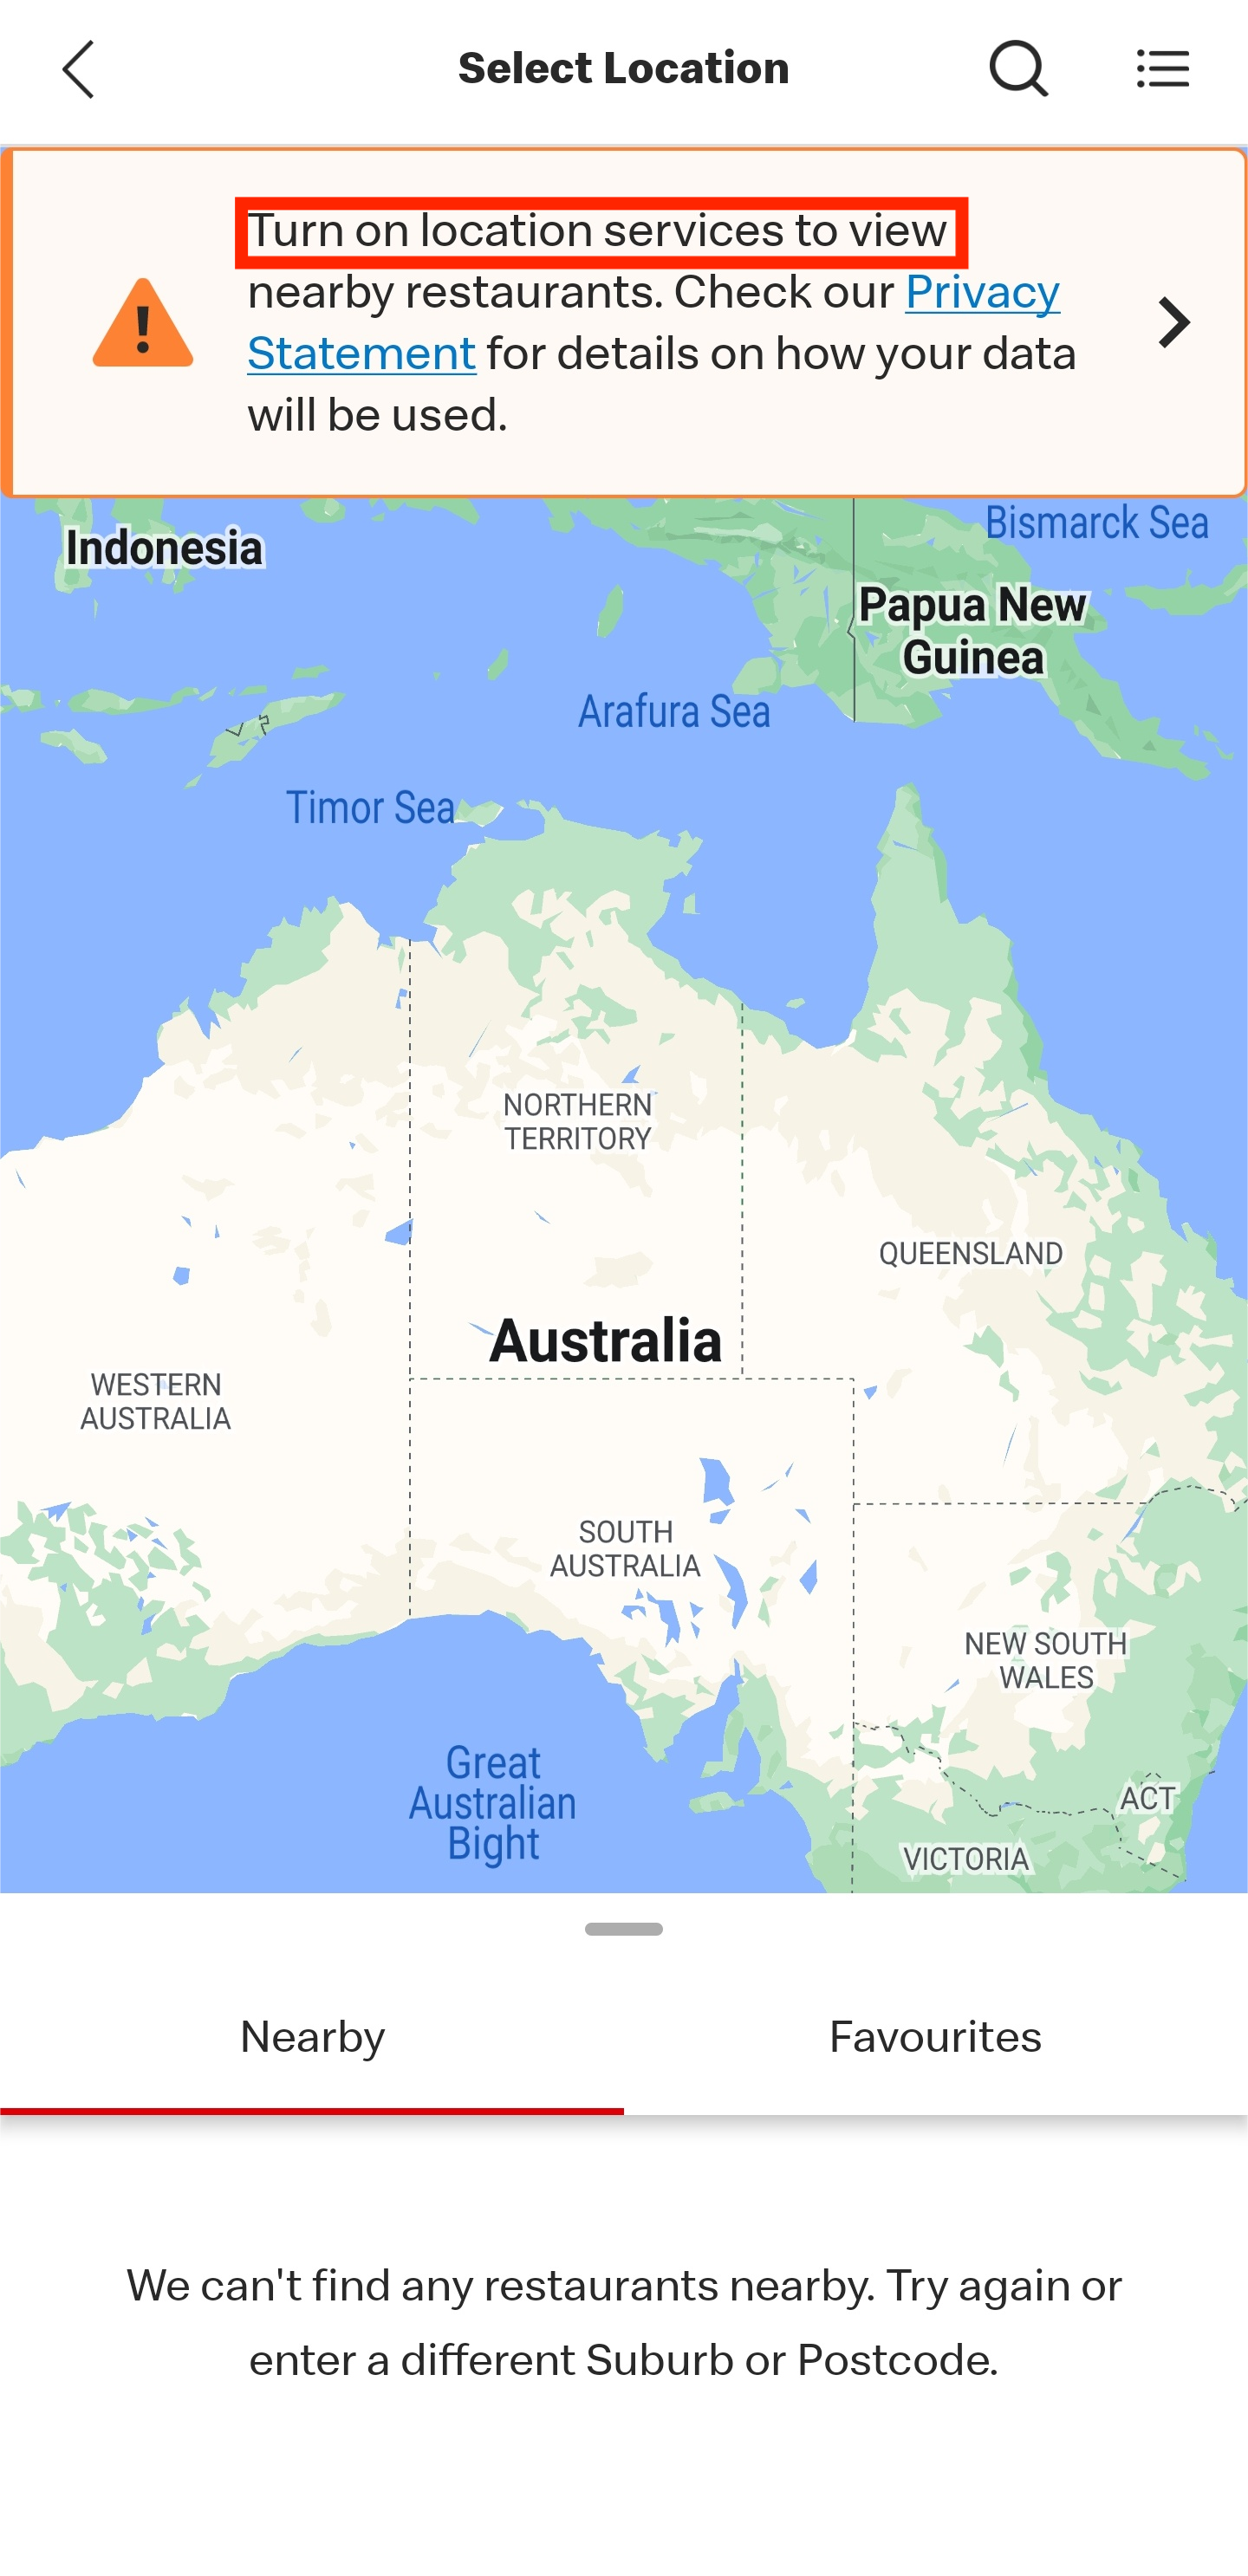 Select Location
Turn on location services to view
nearby restaurants. Check our Privacy
Statement for details on how your data
will be used.
Indonesia
Bismarck Sea
Papua New
Guinea
Arafura Sea
Timor Sea
NORTHERN
TERRITORY
QUEENSLAND
Australia
WESTERN
AUSTRALIA
SOUTH
AUSTRALIA
NEW SOUTH
WALES
Great
Australian
Bight
ACT
VICTORIA
Nearby
Favourites
We can't find any restaurants nearby. Try again or
enter a different Suburb or Postcode.